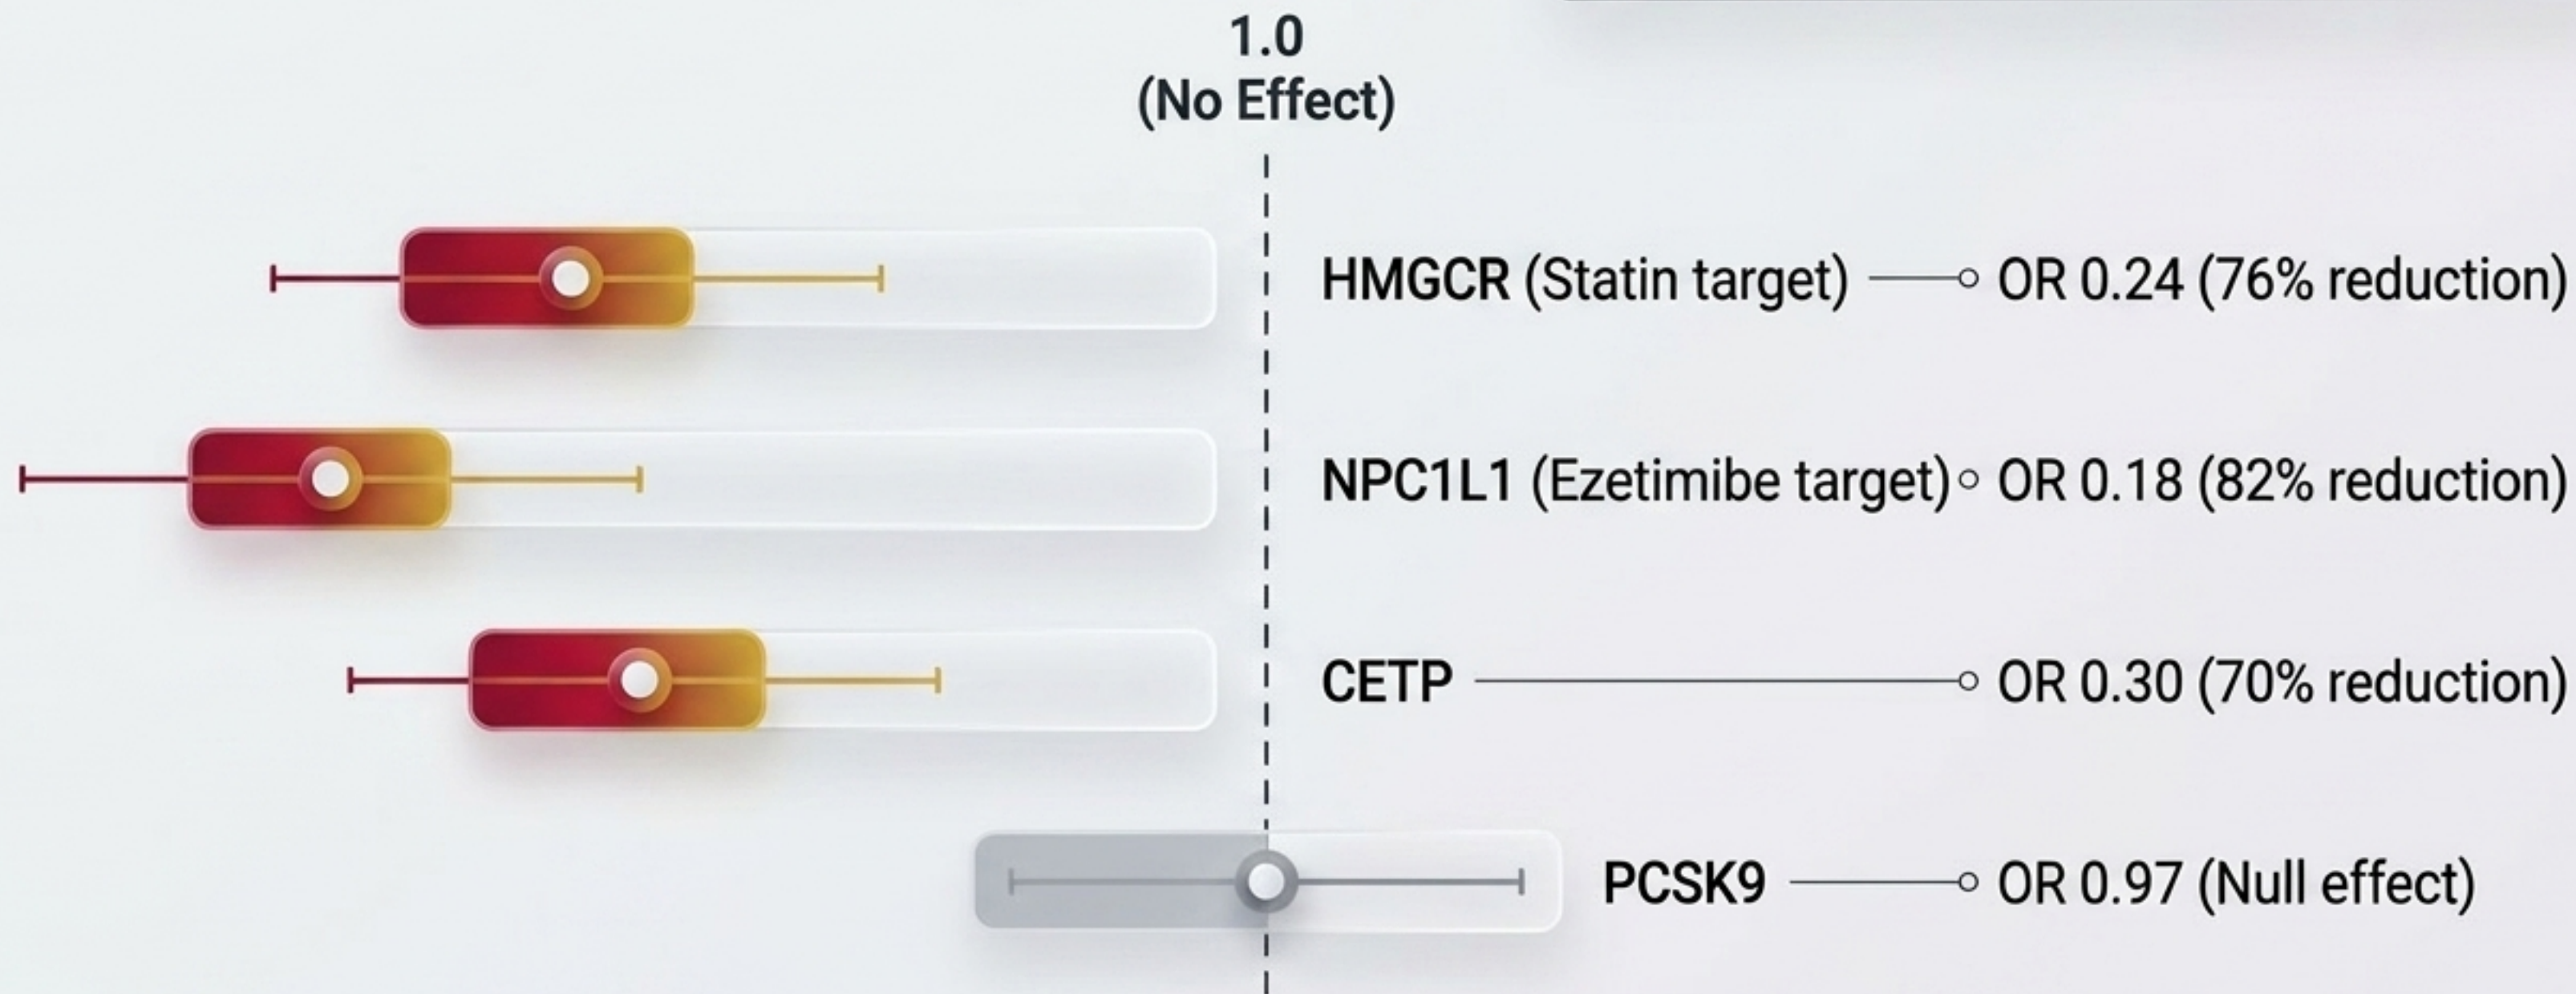 1.0
(No Effect)
HMGCR (Statin target) OR 0.24 (76% reduction)
NPC1L1 (Ezetimibe target) OR 0.18 (82% reduction)
CETP OR 0.30 (70% reduction)
PCSK9 OR 0.97 (Null effect)